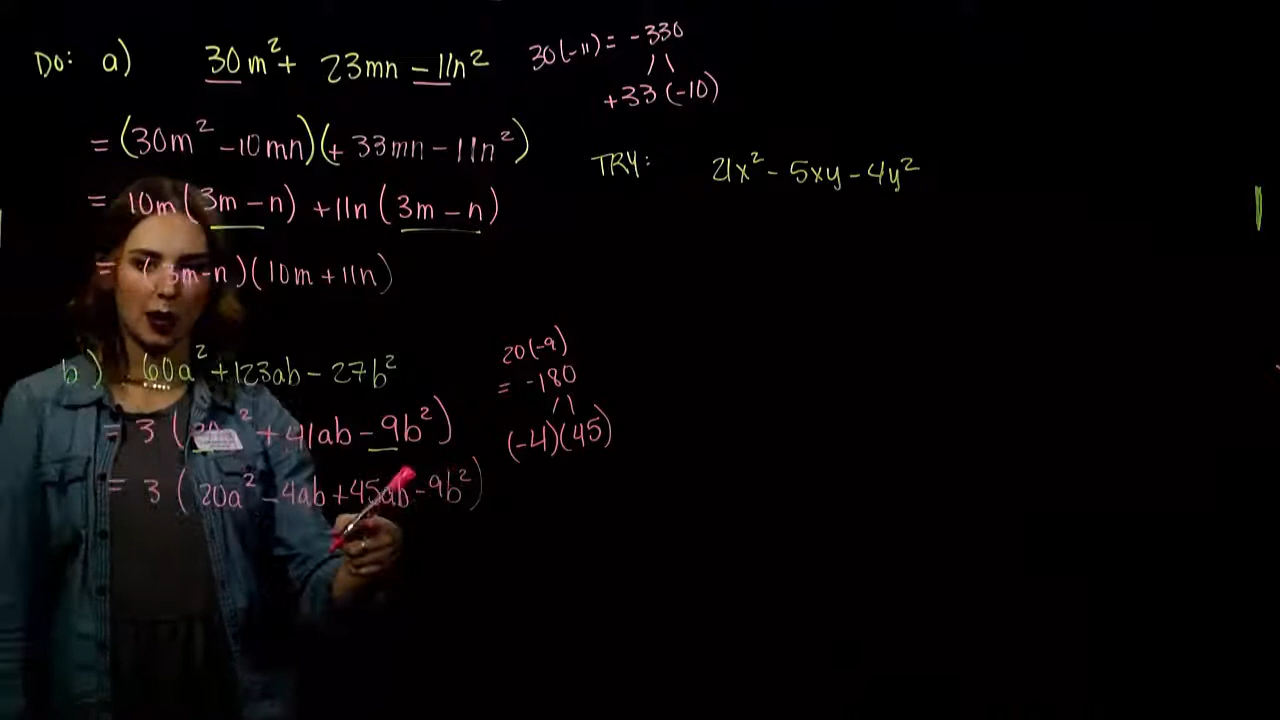 DO: a) 30m² + 23mn - 11n²
30(-11) = -330
+33 (-10)
= (30m² - 10mn)(+ 33mn - 11n²)
= 10m (3m - n) + 11n (3m - n)
= (3m-n)(10m + 11n)
TRY: 21x² - 5xy - 4y²
b) 60a² + 123ab - 27b²
20(-9)
= -180
(-4)(45)
= 3 (20a² + 41ab - 9b²)
= 3 (20a² - 4ab + 45ab - 9b²)